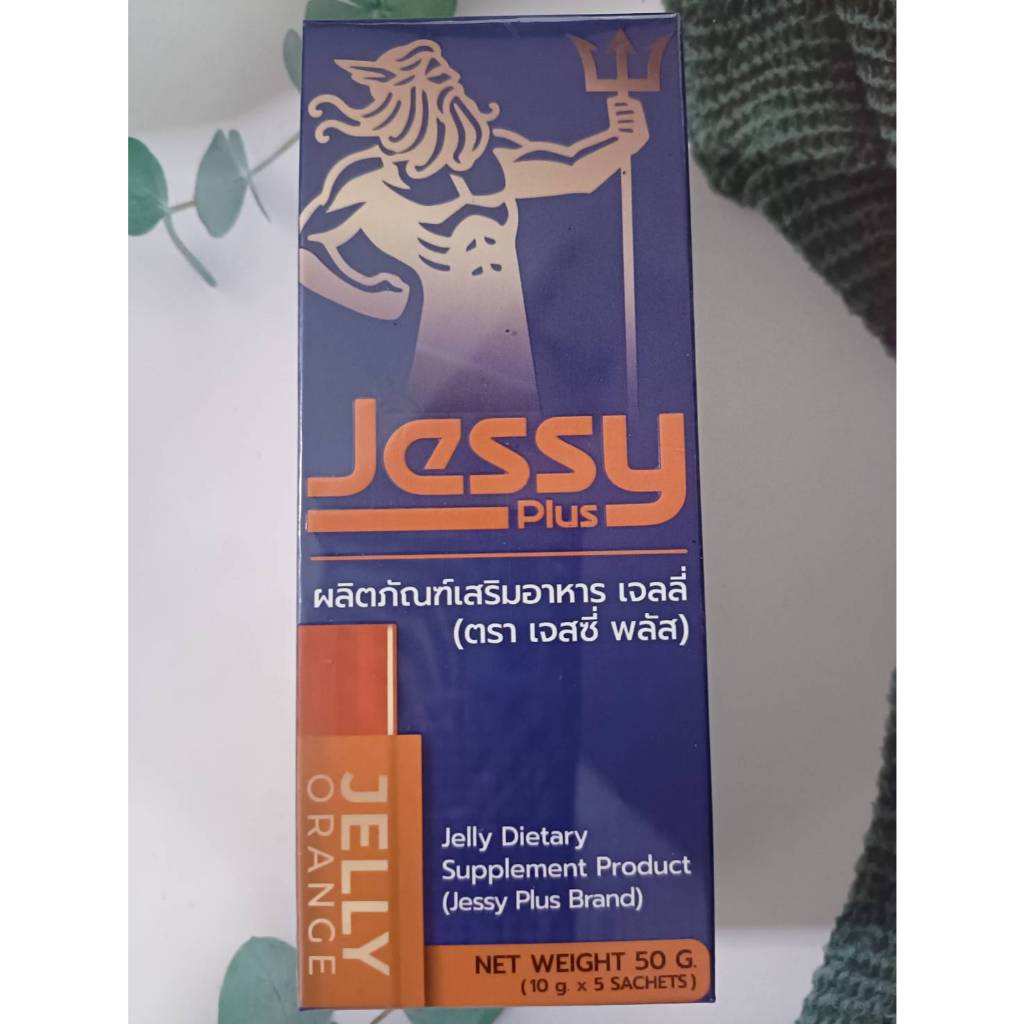 Jessy
Plus
ผลิตภัณฑ์เสริมอาหาร เจลลี่
(ตรา เจสซี่ พลัส)
JELLY
ORANGE
Jelly Dietary
Supplement Product
(Jessy Plus Brand)
NET WEIGHT 50 G.
(10 g. x 5 SACHETS)